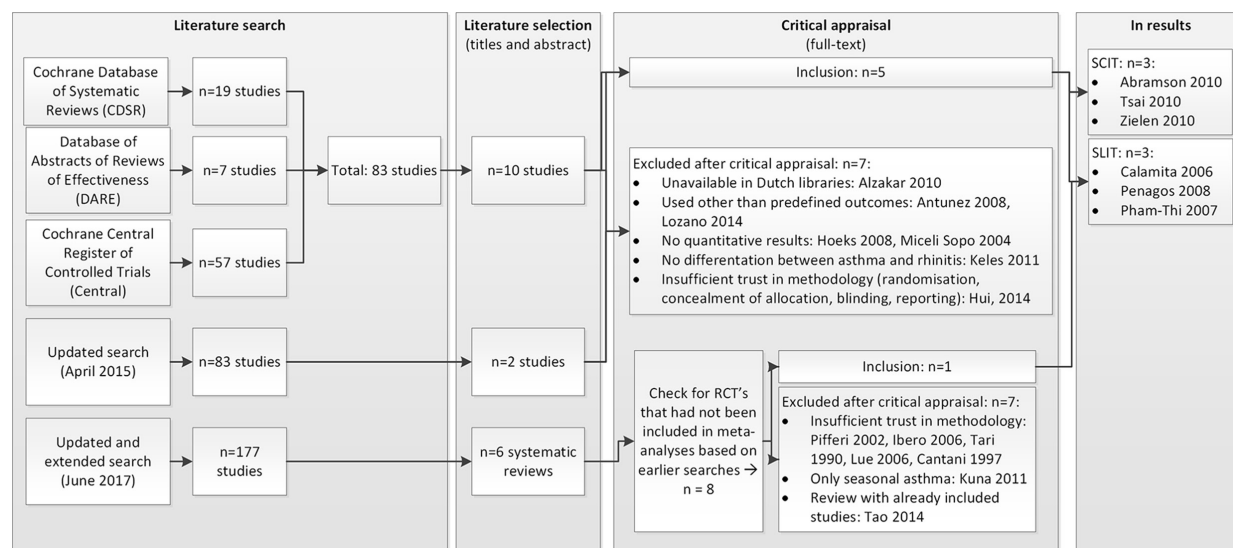 Literature search
Cochrane Database
of Systematic
Reviews (CDSR)
n=19 studies
Database of
Abstracts of Reviews
of Effectiveness
(DARE)
n=7 studies
Total: 83 studies
Cochrane Central
Register of
Controlled Trials
(Central)
n=57 studies
Updated search
(April 2015)
n=83 studies
Updated and
extended search
(June 2017)
n=177
studies
Literature selection
(titles and abstract)
n=10 studies
n=2 studies
n=6 systematic
reviews
Critical appraisal
(full-text)
Inclusion: n=5
Excluded after critical appraisal: n=7:
• Unavailable in Dutch libraries: Alzakar 2010
• Used other than predefined outcomes: Antunez 2008,
Lozano 2014
• No quantitative results: Hoeks 2008, Miceli Sopo 2004
• No differentation between asthma and rhinitis: Keles 2011
• Insufficient trust in methodology (randomisation,
concealment of allocation, blinding, reporting): Hui, 2014
Check for RCT’s
that had not been
included in meta-
analyses based on
earlier searches →
n = 8
Inclusion: n=1
Excluded after critical appraisal: n=7:
• Insufficient trust in methodology:
Pifferi 2002, Ibero 2006, Tari
1990, Lue 2006, Cantani 1997
• Only seasonal asthma: Kuna 2011
• Review with already included
studies: Tao 2014
In results
SCIT: n=3:
• Abramson 2010
• Tsai 2010
• Zielen 2010
SLIT: n=3:
• Calamita 2006
• Penagos 2008
• Pham-Thi 2007